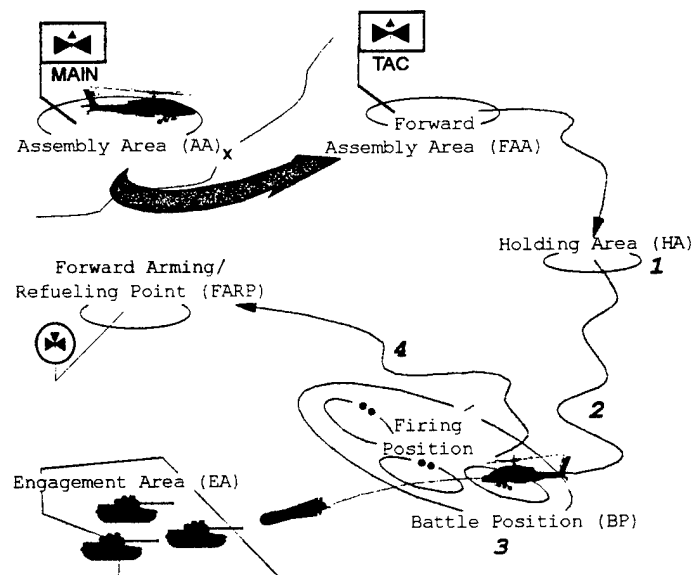 MAIN
TAC
Forward
Assembly Area (AA)
x
Assembly Area (FAA)
Holding Area (HA)
1
Forward Arming/
Refueling Point (FARP)
4
2
Firing
Position
Engagement Area (EA)
Battle Position (BP)
3